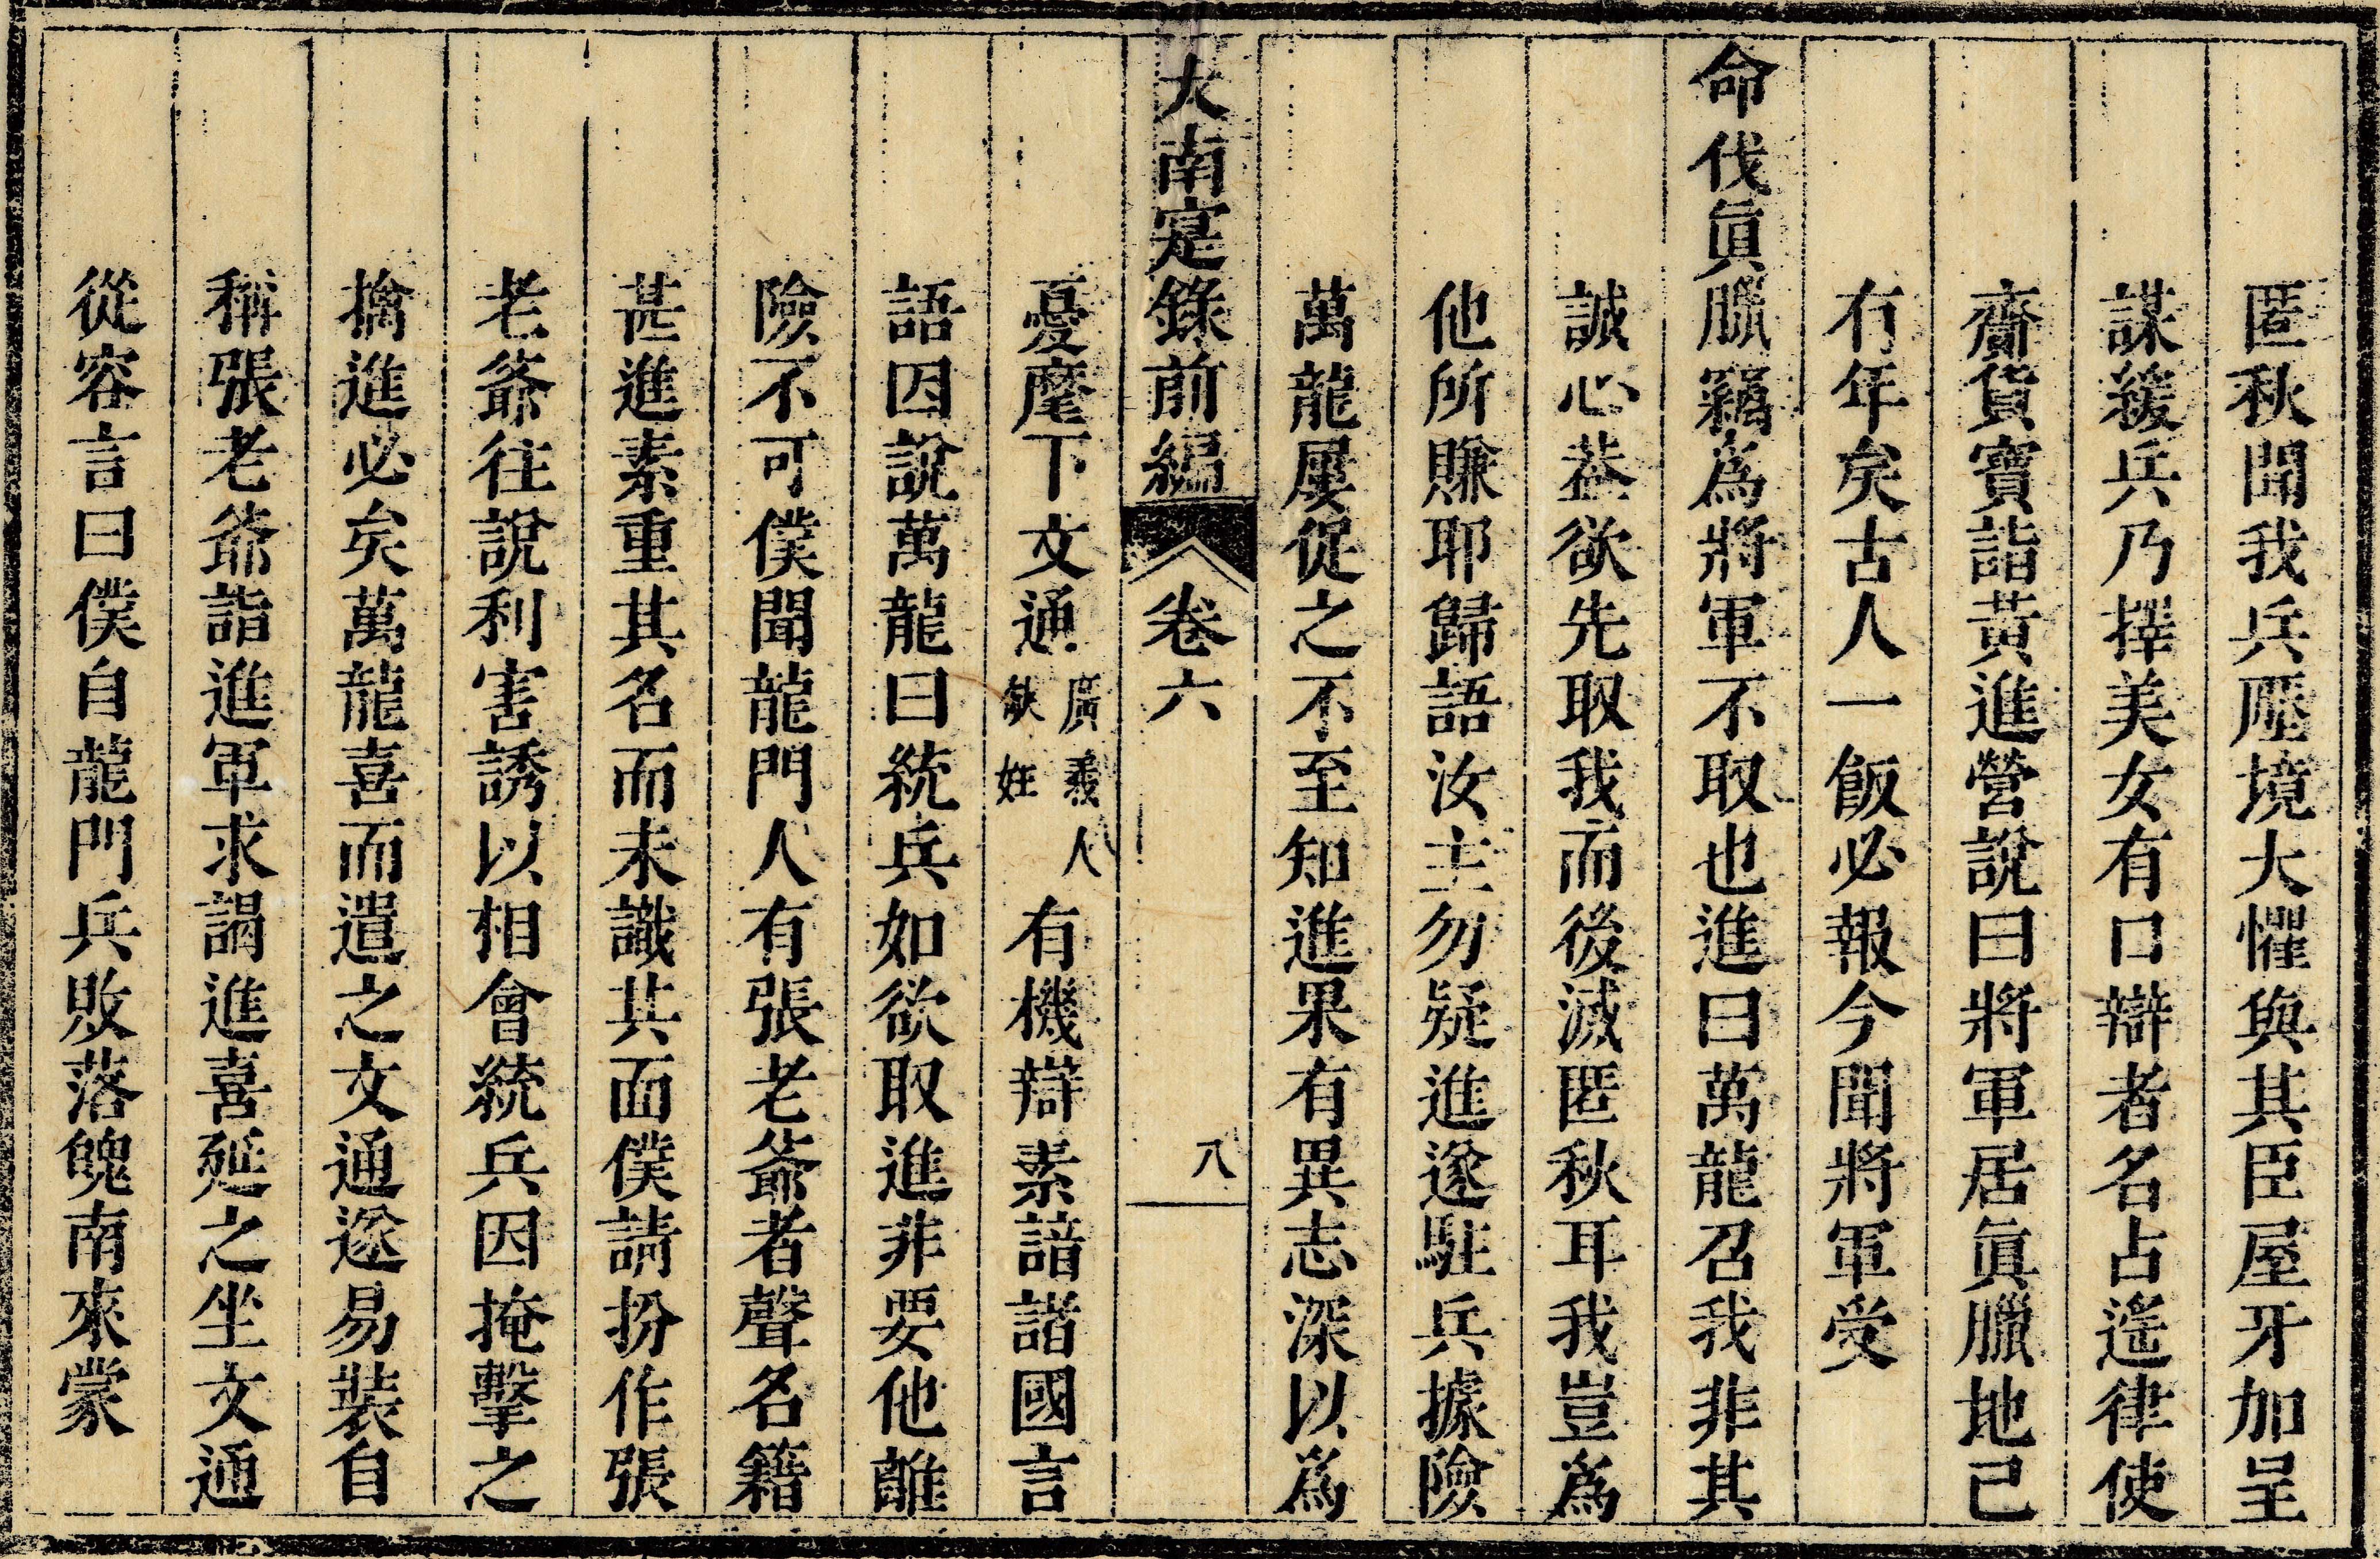 匿秋聞我兵壓境大懼與其臣屋牙加呈
謀緩兵乃擇美女有口辯者名占遙律使
齎貨寶詣黃進營說曰將軍居眞臘地已
有年矣古人一飯必報今聞將軍受
命伐眞臘竊爲將軍不取也進曰萬龍召我非其
誠心葢欲先取我而後滅匿秋耳我豈爲
他所賺耶歸語汝主勿疑進遂駐兵據險
萬龍屢促之不至知進果有異志深以爲
大南寔錄前編 卷六 八
憂麾下文通廣義人缺姓有機辯素諳諸國言
語因說萬龍曰統兵如欲取進非要他離
險不可僕聞龍門人有張老爺者聲名籍
甚進素重其名而未識其面僕請扮作張
老爺往說利害誘以相會統兵因掩擊之
擒進必矣萬龍喜而遣之文通遂易裝自
稱張老爺詣進軍求謁進喜延之坐文通
從容言曰僕自龍門兵敗落魄南來蒙